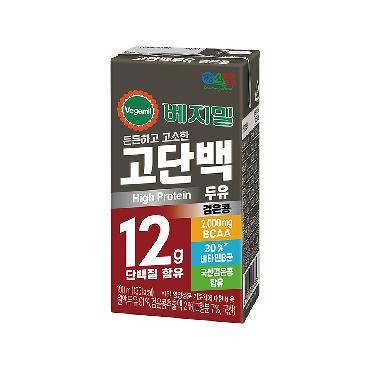 Vegemil
베지밀
든든하고 고소한
고단백
High Protein
두유
검은콩
12g
단백질 함유
2,000mg
BCAA
30%*
비타민B군
국산검은콩
함유
190ml